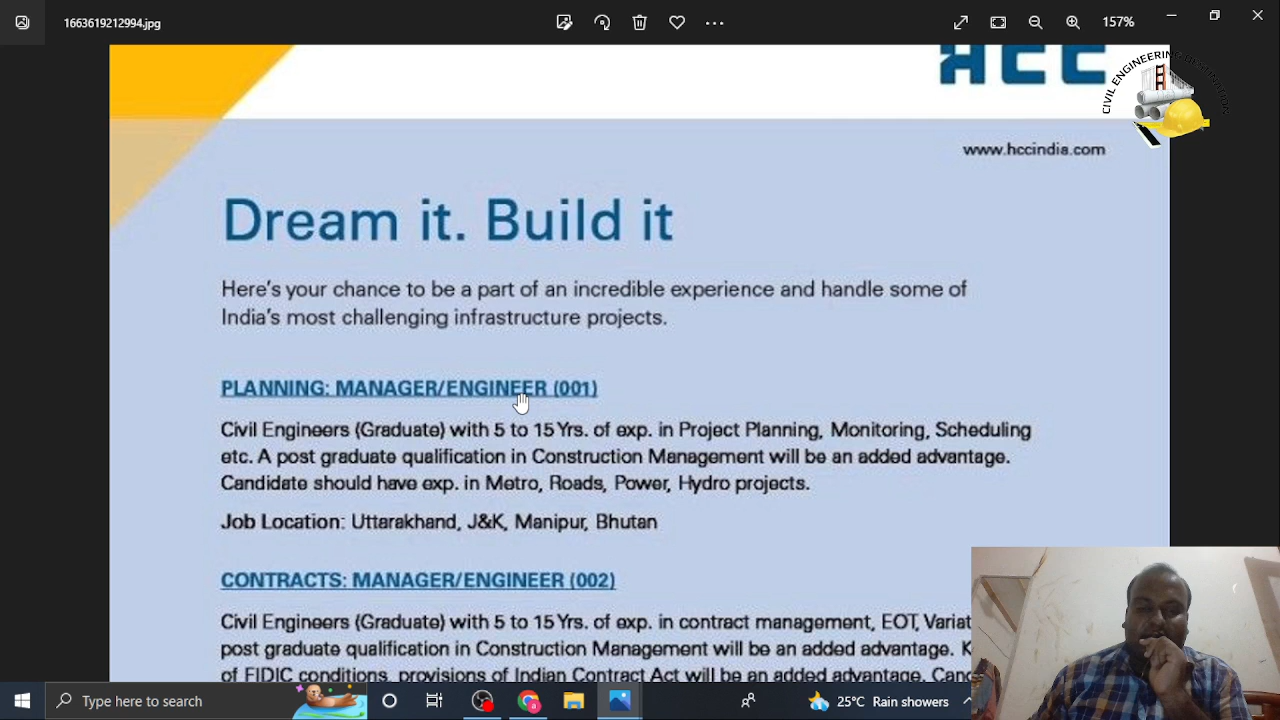 1663619212994.jpg
157%
HCC
CIVIL ENGINEERING DESTINATION
www.hccindia.com
Dream it. Build it
Here's your chance to be a part of an incredible experience and handle some of
India's most challenging infrastructure projects.
PLANNING: MANAGER/ENGINEER (001)
Civil Engineers (Graduate) with 5 to 15 Yrs. of exp. in Project Planning, Monitoring, Scheduling
etc. A post graduate qualification in Construction Management will be an added advantage.
Candidate should have exp. in Metro, Roads, Power, Hydro projects.
Job Location: Uttarakhand, J&K, Manipur, Bhutan
CONTRACTS: MANAGER/ENGINEER (002)
Civil Engineers (Graduate) with 5 to 15 Yrs. of exp. in contract management, EOT, Variat
post graduate qualification in Construction Management will be an added advantage. K
of FIDIC conditions, provisions of Indian Contract Act will be an added advantage. Canc
Type here to search
25°C Rain showers